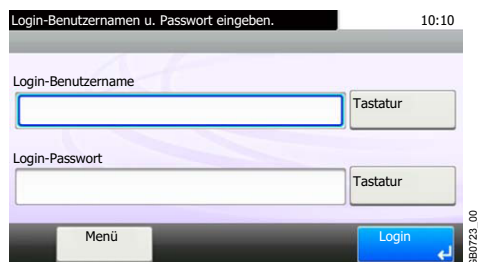 Login-Benutzernamen u. Passwort eingeben. 10:10
Login-Benutzername
Tastatur
Login-Passwort
Tastatur
Menü Login
GB0723_00